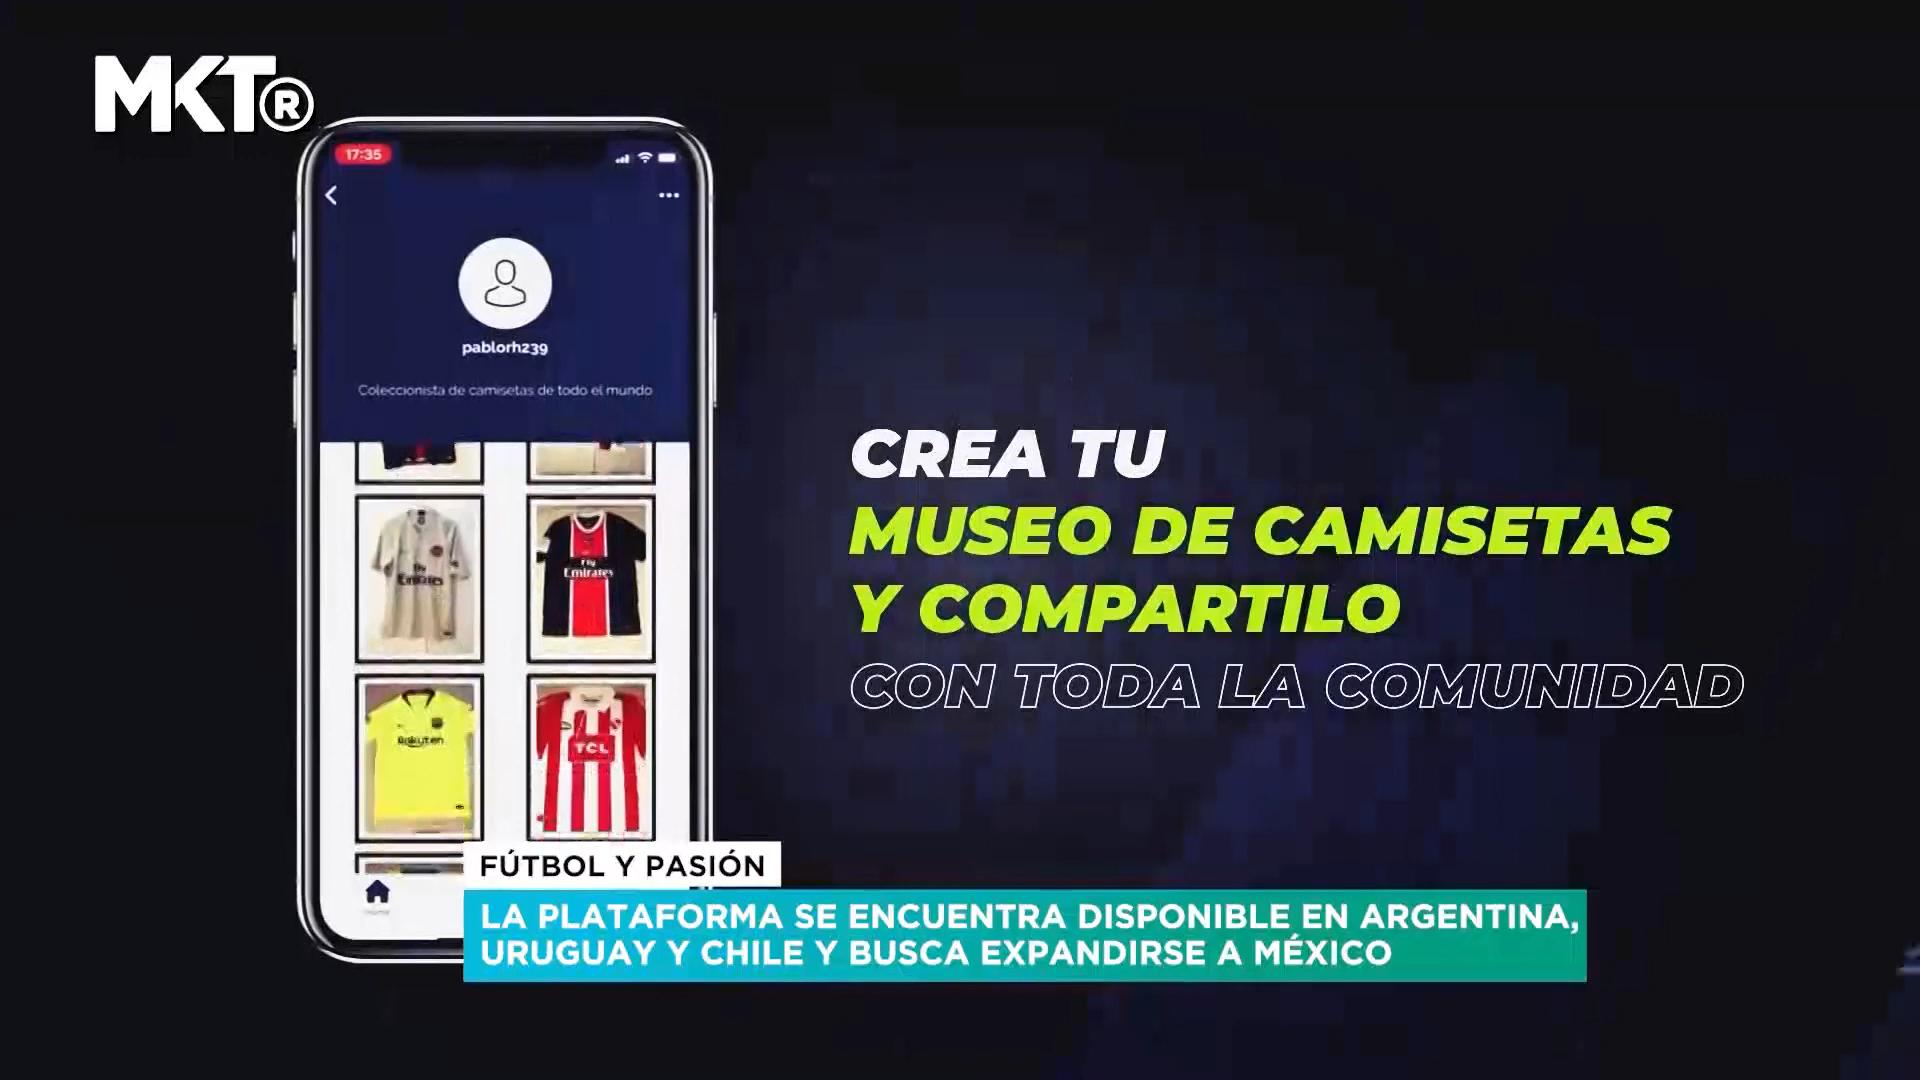 MKT®
17:35
pablorh239
Coleccionista de camisetas de todo el mundo
Fly
Emirates
Fly
Emirates
Rakuten
TCL
CREA TU
MUSEO DE CAMISETAS
Y COMPARTILO
CON TODA LA COMUNIDAD
FÚTBOL Y PASIÓN
LA PLATAFORMA SE ENCUENTRA DISPONIBLE EN ARGENTINA,
URUGUAY Y CHILE Y BUSCA EXPANDIRSE A MÉXICO